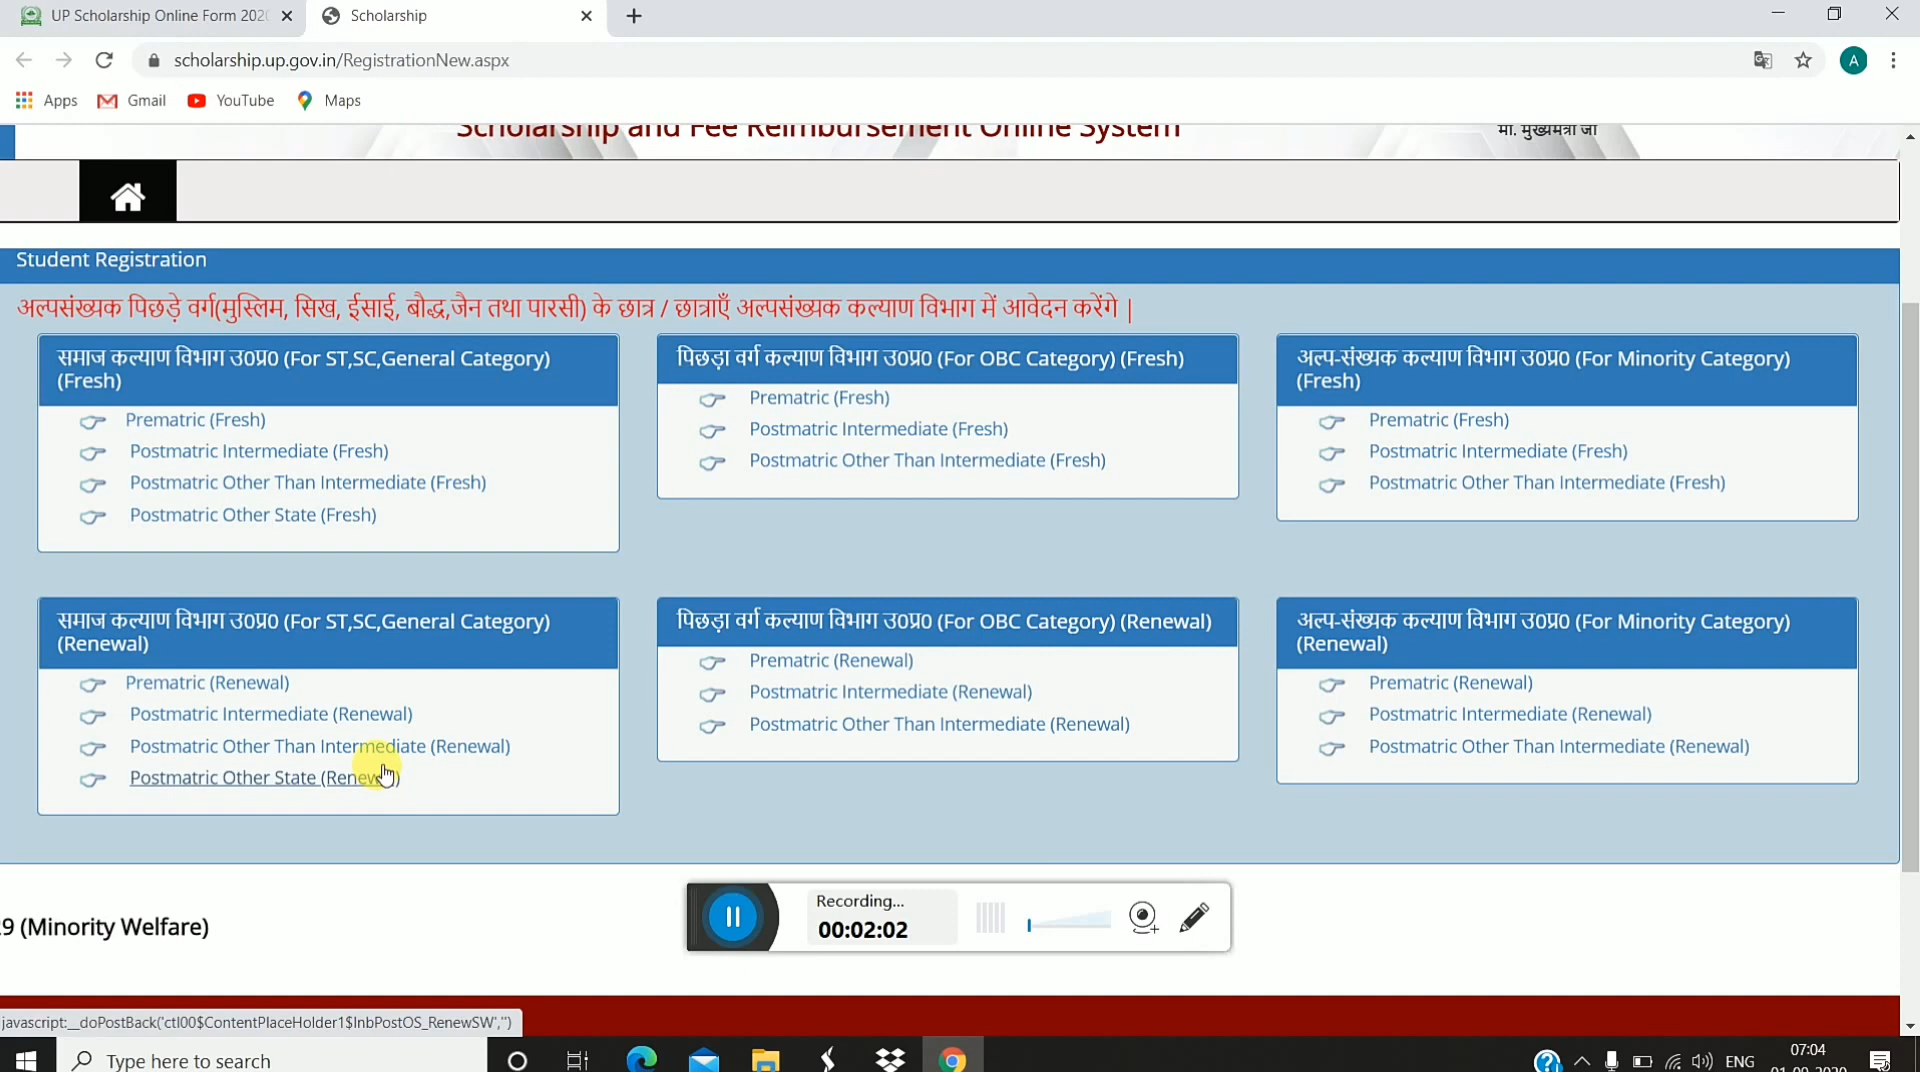 UP Scholarship Online Form 202
Scholarship
scholarship.up.gov.in/RegistrationNew.aspx
A
Apps
Gmail
YouTube
Maps
Scholarship and Fee Reimbursement Online System
मा. मुख्यमंत्री जी
Student Registration
अल्पसंख्यक पिछड़े वर्ग(मुस्लिम, सिख, ईसाई, बौद्ध,जैन तथा पारसी) के छात्र / छात्राएँ अल्पसंख्यक कल्याण विभाग में आवेदन करेंगे |
समाज कल्याण विभाग उ0प्र0 (For ST,SC,General Category)
(Fresh)
Prematric (Fresh)
Postmatric Intermediate (Fresh)
Postmatric Other Than Intermediate (Fresh)
Postmatric Other State (Fresh)
पिछड़ा वर्ग कल्याण विभाग उ0प्र0 (For OBC Category) (Fresh)
Prematric (Fresh)
Postmatric Intermediate (Fresh)
Postmatric Other Than Intermediate (Fresh)
अल्प-संख्यक कल्याण विभाग उ0प्र0 (For Minority Category)
(Fresh)
Prematric (Fresh)
Postmatric Intermediate (Fresh)
Postmatric Other Than Intermediate (Fresh)
समाज कल्याण विभाग उ0प्र0 (For ST,SC,General Category)
(Renewal)
Prematric (Renewal)
Postmatric Intermediate (Renewal)
Postmatric Other Than Intermediate (Renewal)
Postmatric Other State (Renewal)
पिछड़ा वर्ग कल्याण विभाग उ0प्र0 (For OBC Category) (Renewal)
Prematric (Renewal)
Postmatric Intermediate (Renewal)
Postmatric Other Than Intermediate (Renewal)
अल्प-संख्यक कल्याण विभाग उ0प्र0 (For Minority Category)
(Renewal)
Prematric (Renewal)
Postmatric Intermediate (Renewal)
Postmatric Other Than Intermediate (Renewal)
9 (Minority Welfare)
Recording...
00:02:02
javascript:__doPostBack('ctl00$ContentPlaceHolder1$lnbPostOS_RenewSW','')
Type here to search
ENG
07:04
01-09-2020